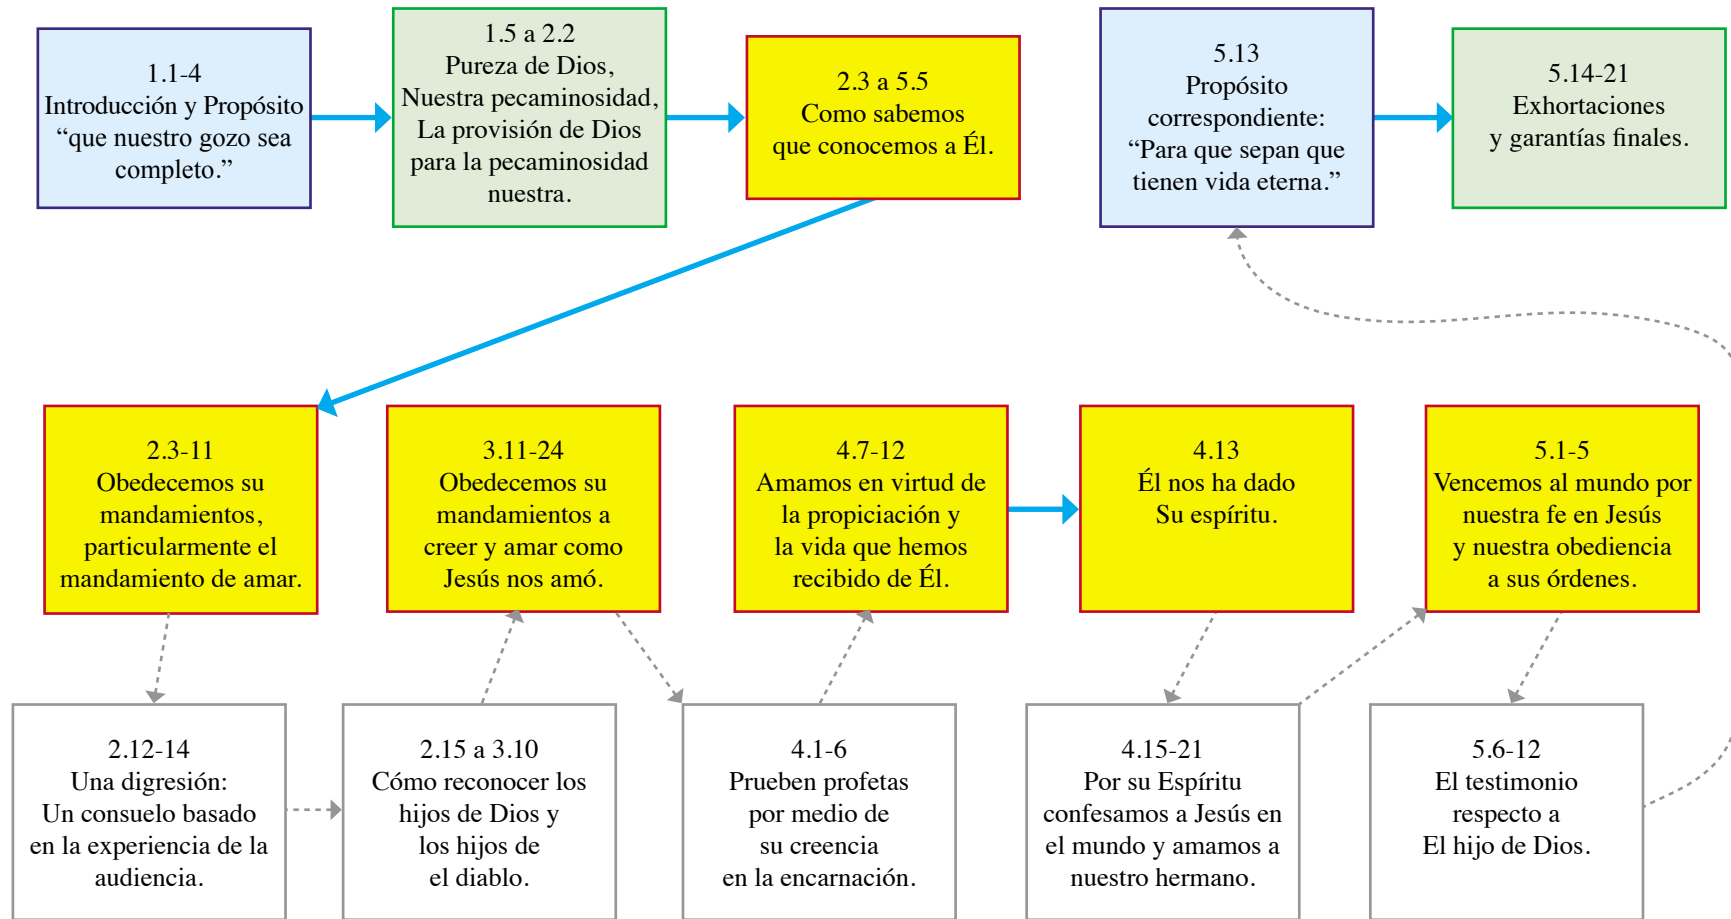 1.1-4
Introducción y Propósito
“que nuestro gozo sea
completo.”
1.5 a 2.2
Pureza de Dios,
Nuestra pecaminosidad,
La provisión de Dios
para la pecaminosidad
nuestra.
2.3 a 5.5
Como sabemos
que conocemos a Él.
5.13
Propósito
correspondiente:
“Para que sepan que
tienen vida eterna.”
5.14-21
Exhortaciones
y garantías finales.
2.3-11
Obedecemos su
mandamientos,
particularmente el
mandamiento de amar.
3.11-24
Obedecemos su
mandamientos a
creer y amar como
Jesús nos amó.
4.7-12
Amamos en virtud de
la propiciación y
la vida que hemos
recibido de Él.
4.13
Él nos ha dado
Su espíritu.
5.1-5
Vencemos al mundo por
nuestra fe en Jesús
y nuestra obediencia
a sus órdenes.
2.12-14
Una digresión:
Un consuelo basado
en la experiencia de la
audiencia.
2.15 a 3.10
Cómo reconocer los
hijos de Dios y
los hijos de
el diablo.
4.1-6
Prueben profetas
por medio de
su creencia
en la encarnación.
4.15-21
Por su Espíritu
confesamos a Jesús en
el mundo y amamos a
nuestro hermano.
5.6-12
El testimonio
respecto a
El hijo de Dios.